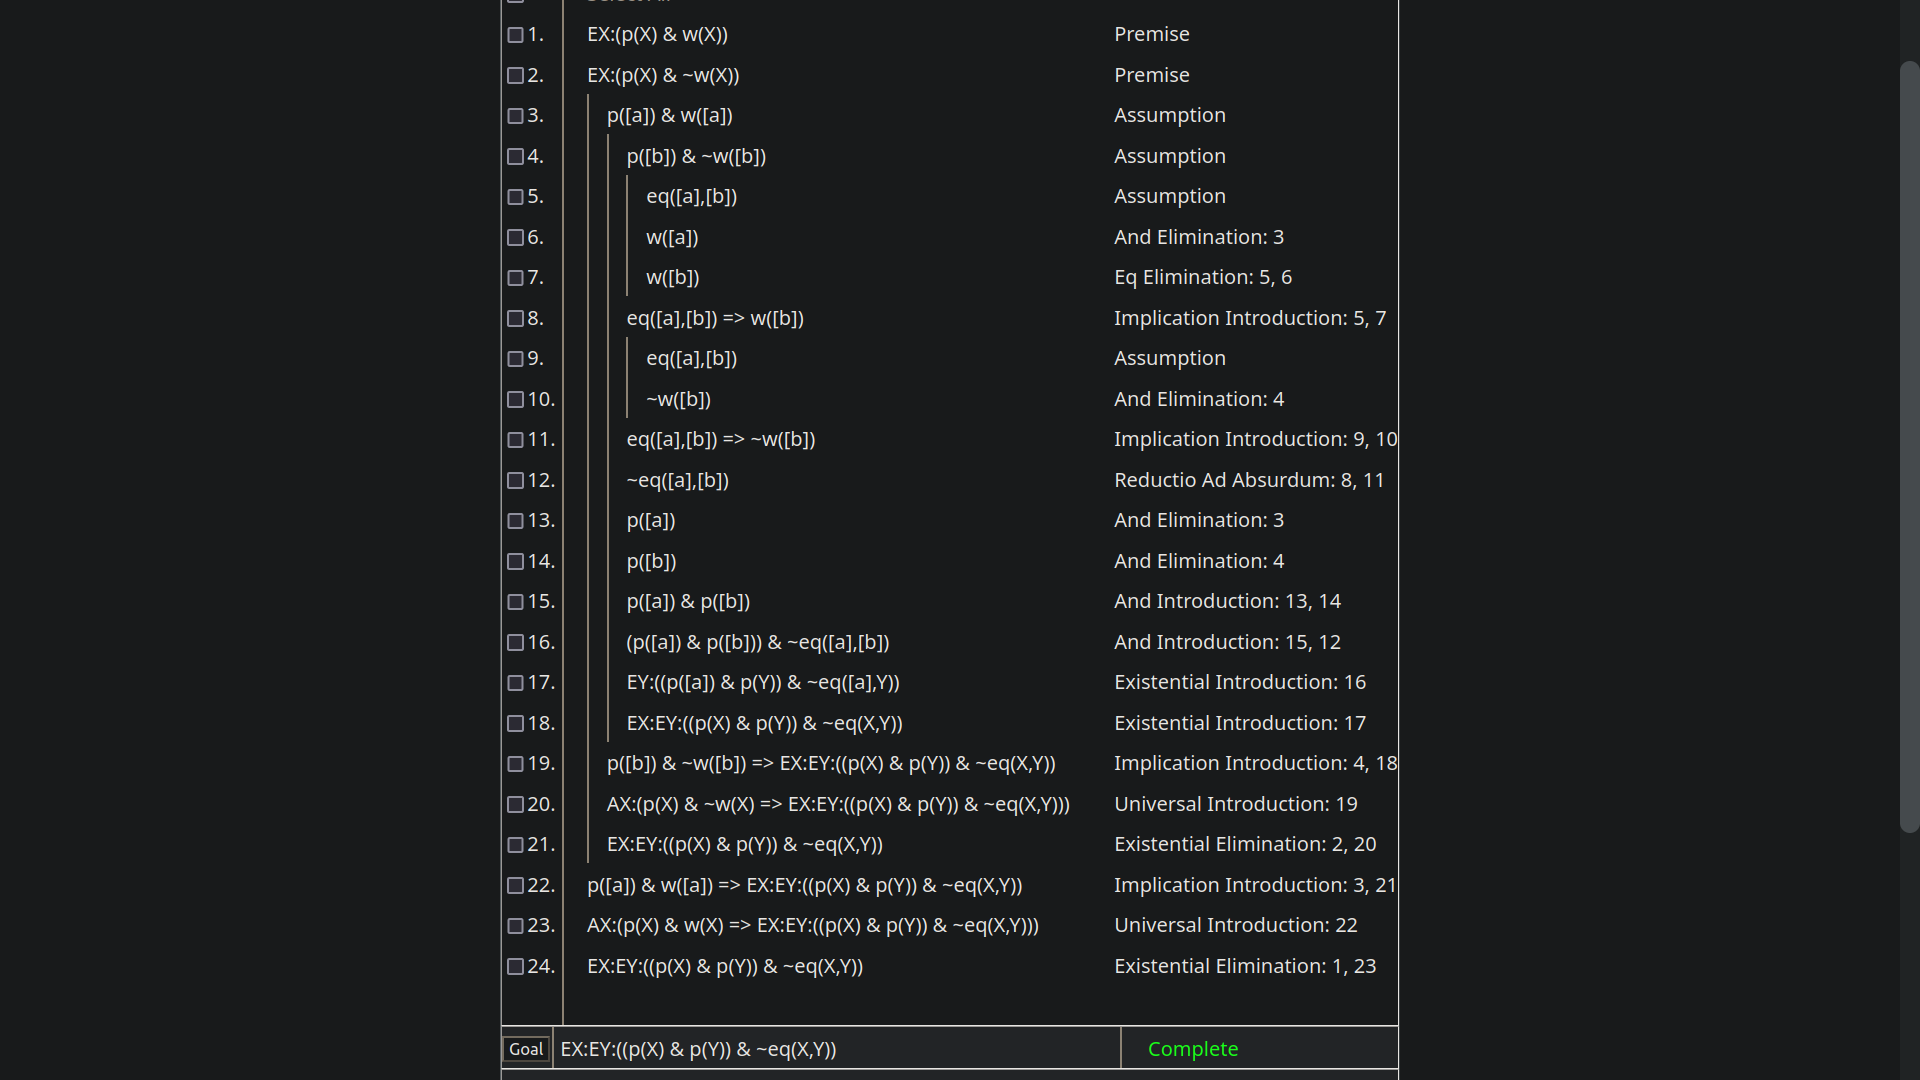 1. EX:(p(X) & w(X)) Premise
2. EX:(p(X) & ~w(X)) Premise
3. p([a]) & w([a]) Assumption
4. p([b]) & ~w([b]) Assumption
5. eq([a],[b]) Assumption
6. w([a]) And Elimination: 3
7. w([b]) Eq Elimination: 5, 6
8. eq([a],[b]) => w([b]) Implication Introduction: 5, 7
9. eq([a],[b]) Assumption
10. ~w([b]) And Elimination: 4
11. eq([a],[b]) => ~w([b]) Implication Introduction: 9, 10
12. ~eq([a],[b]) Reductio Ad Absurdum: 8, 11
13. p([a]) And Elimination: 3
14. p([b]) And Elimination: 4
15. p([a]) & p([b]) And Introduction: 13, 14
16. (p([a]) & p([b])) & ~eq([a],[b]) And Introduction: 15, 12
17. EY:((p([a]) & p(Y)) & ~eq([a],Y)) Existential Introduction: 16
18. EX:EY:((p(X) & p(Y)) & ~eq(X,Y)) Existential Introduction: 17
19. p([b]) & ~w([b]) => EX:EY:((p(X) & p(Y)) & ~eq(X,Y)) Implication Introduction: 4, 18
20. AX:(p(X) & ~w(X) => EX:EY:((p(X) & p(Y)) & ~eq(X,Y))) Universal Introduction: 19
21. EX:EY:((p(X) & p(Y)) & ~eq(X,Y)) Existential Elimination: 2, 20
22. p([a]) & w([a]) => EX:EY:((p(X) & p(Y)) & ~eq(X,Y)) Implication Introduction: 3, 21
23. AX:(p(X) & w(X) => EX:EY:((p(X) & p(Y)) & ~eq(X,Y))) Universal Introduction: 22
24. EX:EY:((p(X) & p(Y)) & ~eq(X,Y)) Existential Elimination: 1, 23
Goal EX:EY:((p(X) & p(Y)) & ~eq(X,Y)) Complete